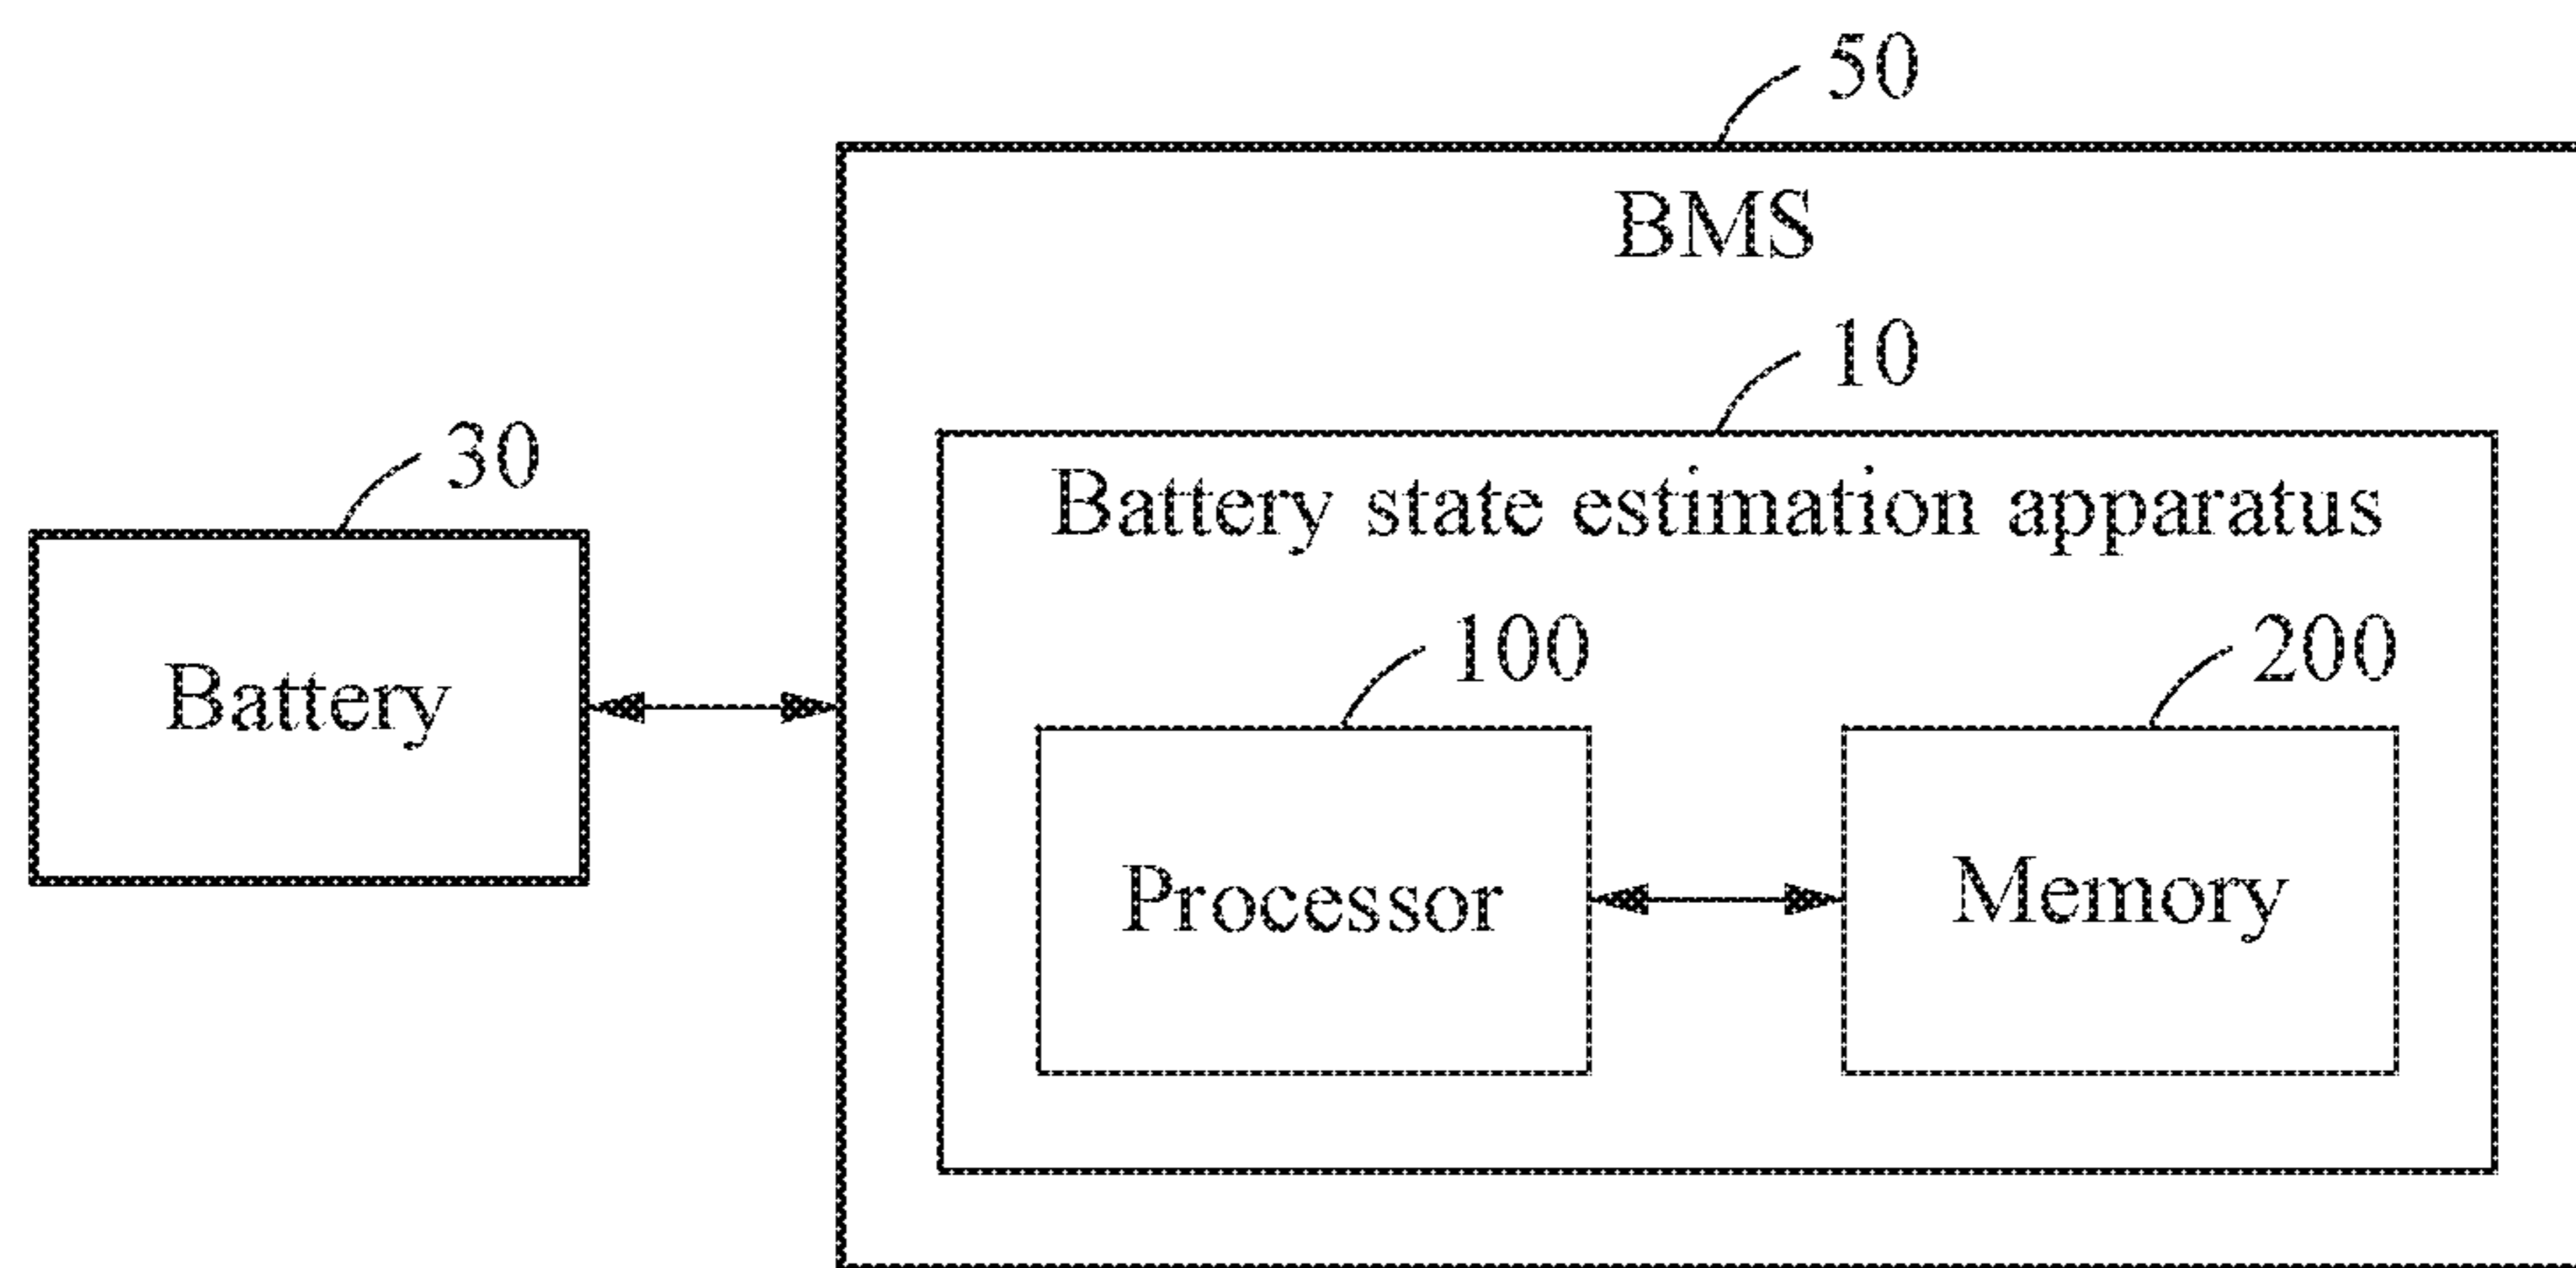 50
BMS
10
30
Battery state estimation apparatus
100
200
Battery
Processor
Memory